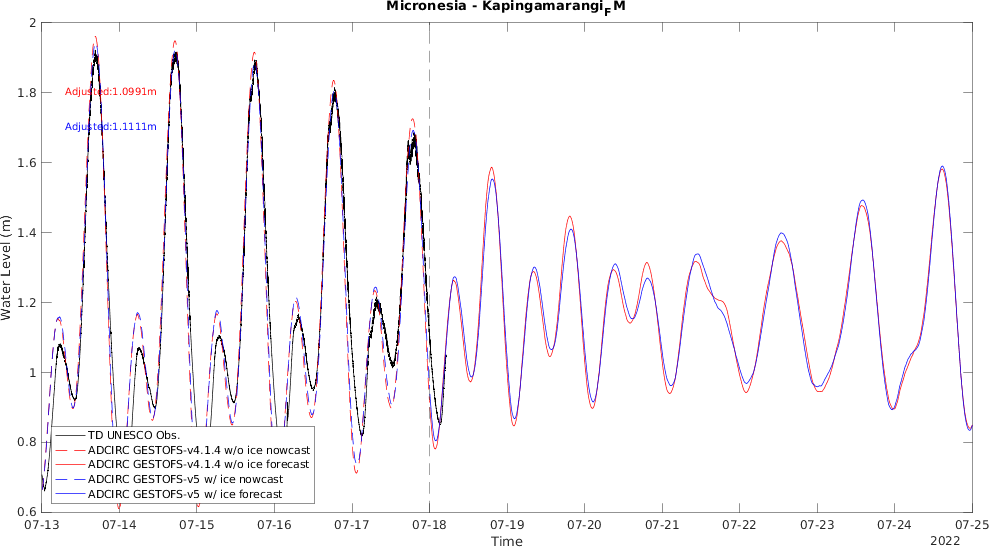 Micronesia - Kapingamarangi_FM
2
1.8
1.6
1.4
1.2
1
0.8
0.6
Water Level (m)
Adjusted:1.0991m
Adjusted:1.1111m
TD UNESCO Obs.
ADCIRC GESTOFS-v4.1.4 w/o ice nowcast
ADCIRC GESTOFS-v4.1.4 w/o ice forecast
ADCIRC GESTOFS-v5 w/ ice nowcast
ADCIRC GESTOFS-v5 w/ ice forecast
07-13 07-14 07-15 07-16 07-17 07-18 07-19 07-20 07-21 07-22 07-23 07-24 07-25
Time
2022